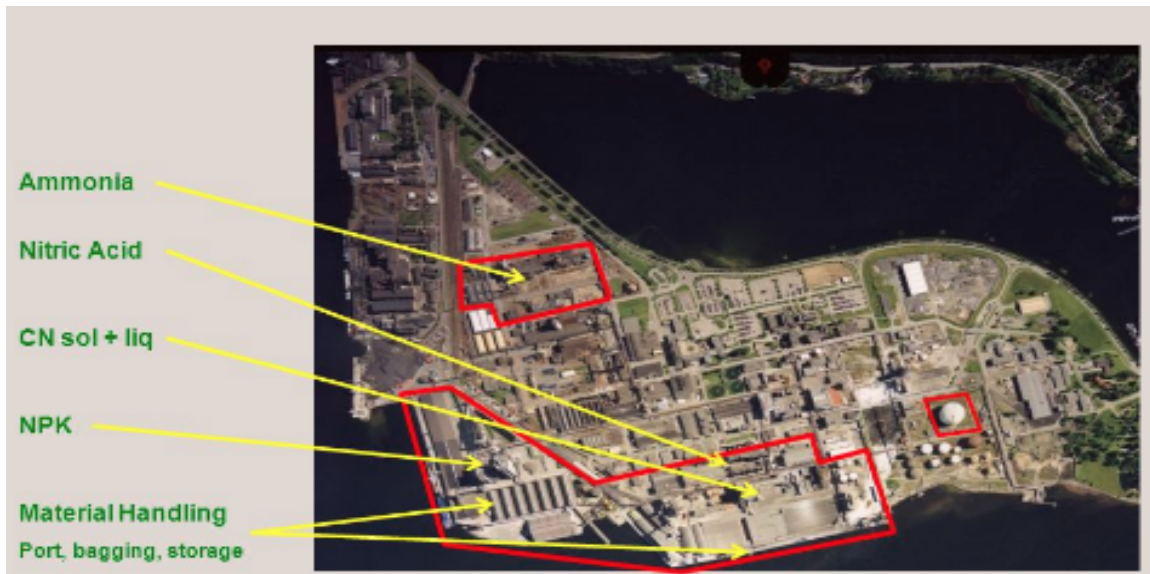 Ammonia
Nitric Acid
CN sol + liq
NPK
Material Handling
Port, bagging, storage